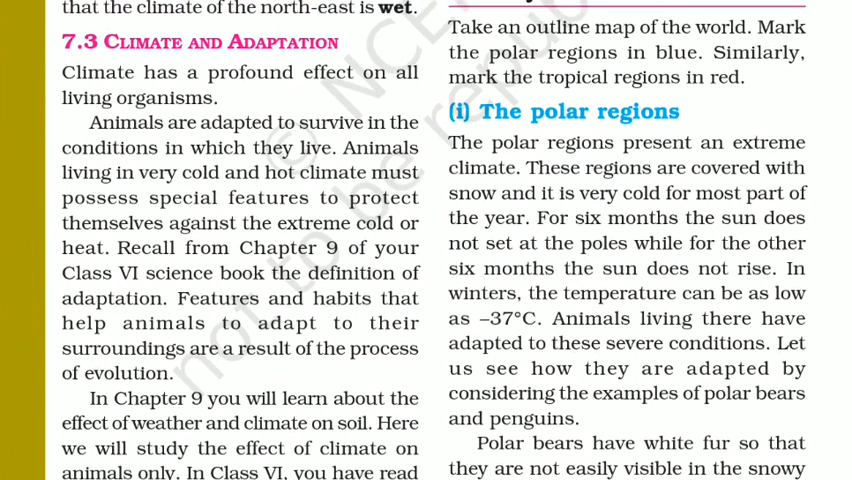 that the climate of the north-east is wet.
7.3 CLIMATE AND ADAPTATION
Climate has a profound effect on all
living organisms.
Animals are adapted to survive in the
conditions in which they live. Animals
living in very cold and hot climate must
possess special features to protect
themselves against the extreme cold or
heat. Recall from Chapter 9 of your
Class VI science book the definition of
adaptation. Features and habits that
help animals to adapt to their
surroundings are a result of the process
of evolution.
In Chapter 9 you will learn about the
effect of weather and climate on soil. Here
we will study the effect of climate on
animals only. In Class VI, you have read
Take an outline map of the world. Mark
the polar regions in blue. Similarly,
mark the tropical regions in red.
(i) The polar regions
The polar regions present an extreme
climate. These regions are covered with
snow and it is very cold for most part of
the year. For six months the sun does
not set at the poles while for the other
six months the sun does not rise. In
winters, the temperature can be as low
as –37°C. Animals living there have
adapted to these severe conditions. Let
us see how they are adapted by
considering the examples of polar bears
and penguins.
Polar bears have white fur so that
they are not easily visible in the snowy
© NCE
not to be repub